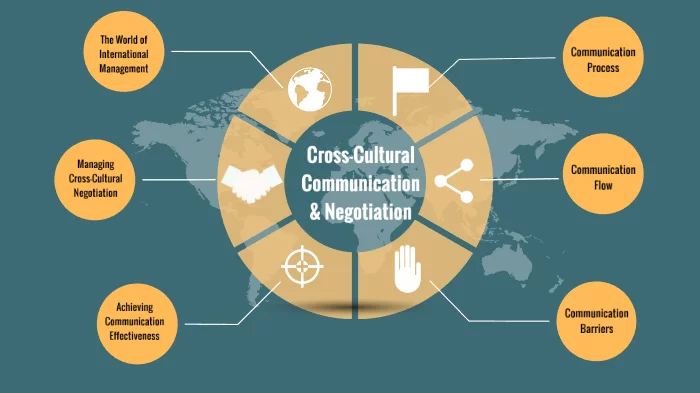 The World of
International
Management
Communication
Process
Managing
Cross-Cultural
Negotiation
Cross-Cultural
Communication
& Negotiation
Communication
Flow
Achieving
Communication
Effectiveness
Communication
Barriers